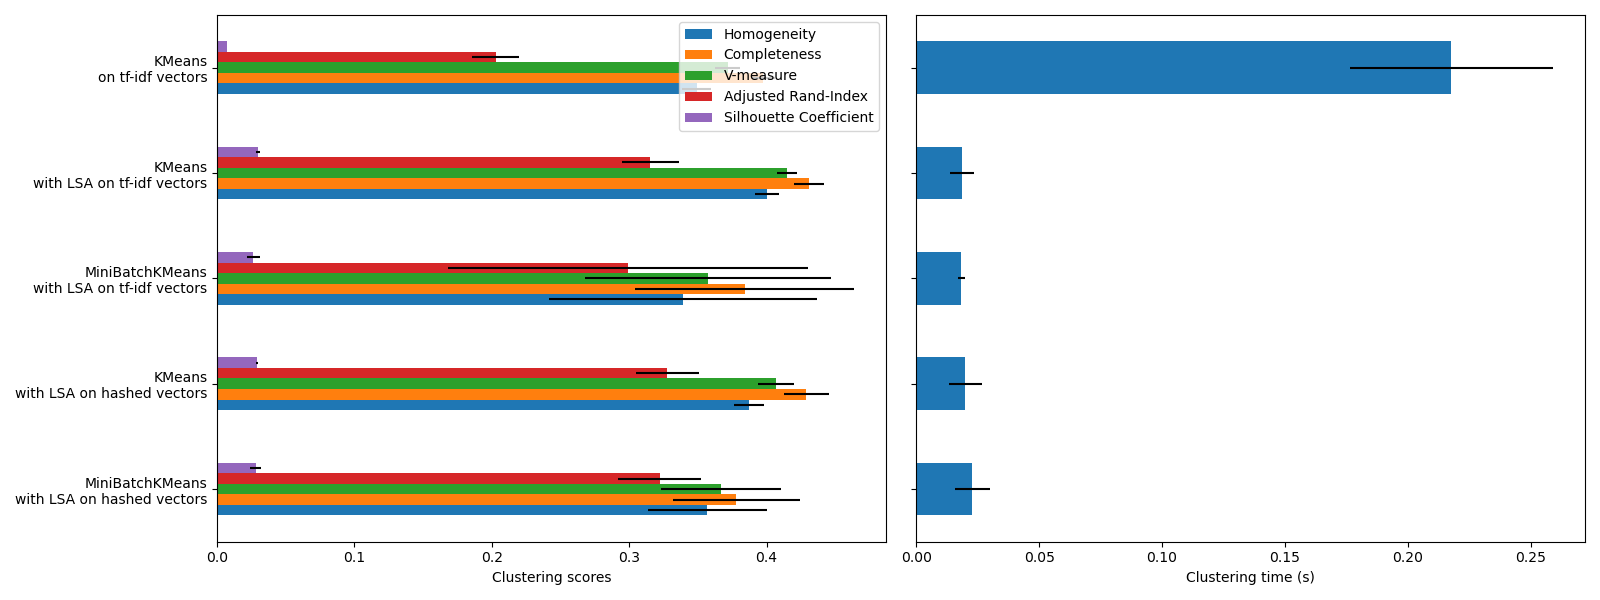 KMeans
on tf-idf vectors
KMeans
with LSA on tf-idf vectors
MiniBatchKMeans
with LSA on tf-idf vectors
KMeans
with LSA on hashed vectors
MiniBatchKMeans
with LSA on hashed vectors
Homogeneity
Completeness
V-measure
Adjusted Rand-Index
Silhouette Coefficient
0.0 0.1 0.2 0.3 0.4
Clustering scores
0.00 0.05 0.10 0.15 0.20 0.25
Clustering time (s)